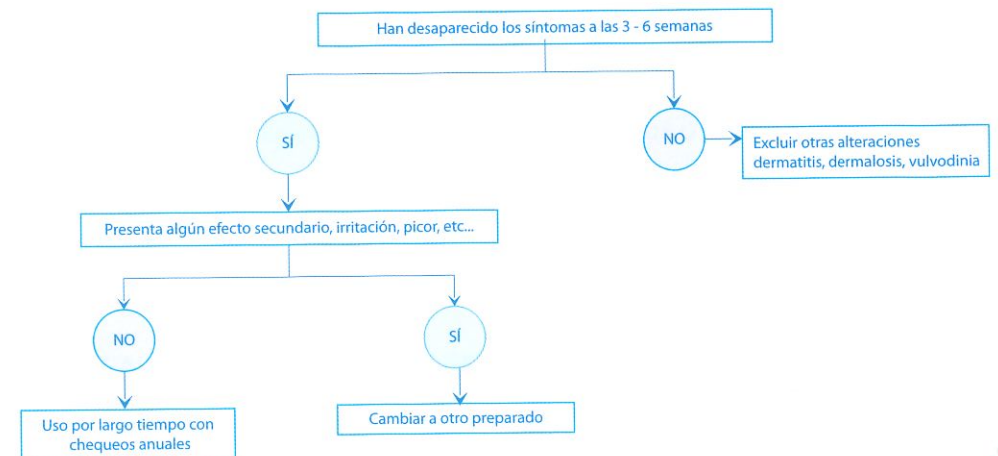 Han desaparecido los síntomas a las 3 - 6 semanas
SÍ
NO
Excluir otras alteraciones
dermatitis, dermalosis, vulvodinia
Presenta algún efecto secundario, irritación, picor, etc...
NO
SÍ
Uso por largo tiempo con
chequeos anuales
Cambiar a otro preparado